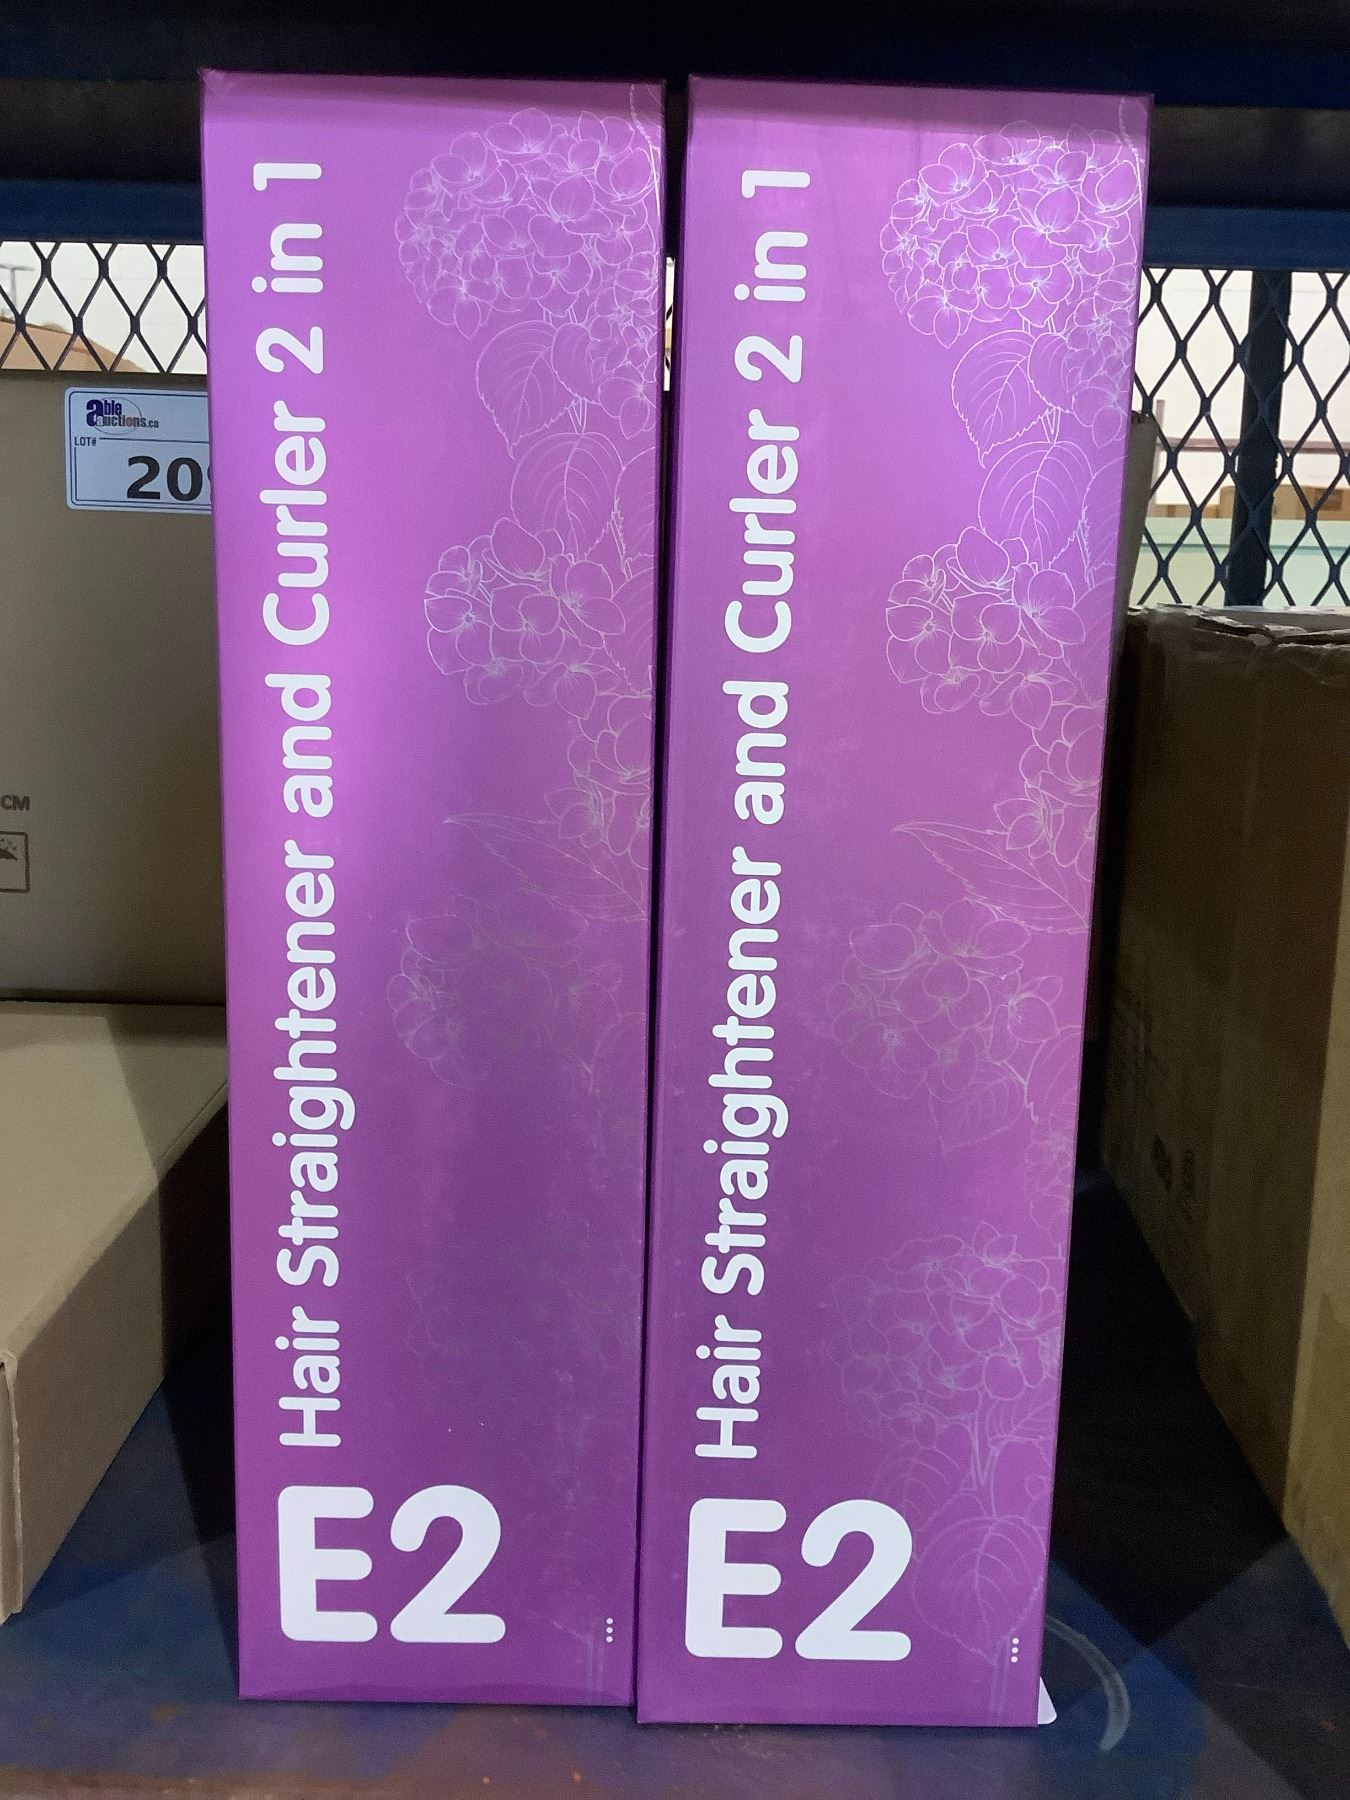 able
auctions.ca
LOT#
20
CM
Hair Straightener and Curler 2 in 1
E2
Hair Straightener and Curler 2 in 1
E2